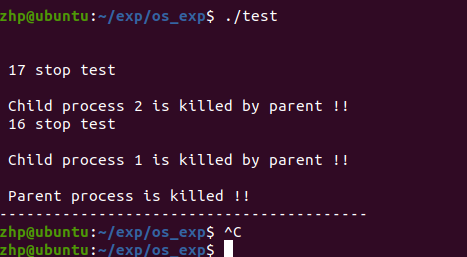 zhp@ubuntu:~/exp/os_exp$ ./test
17 stop test
Child process 2 is killed by parent !!
16 stop test
Child process 1 is killed by parent !!
Parent process is killed !!
-----------------------------------------
zhp@ubuntu:~/exp/os_exp$ ^C
zhp@ubuntu:~/exp/os_exp$